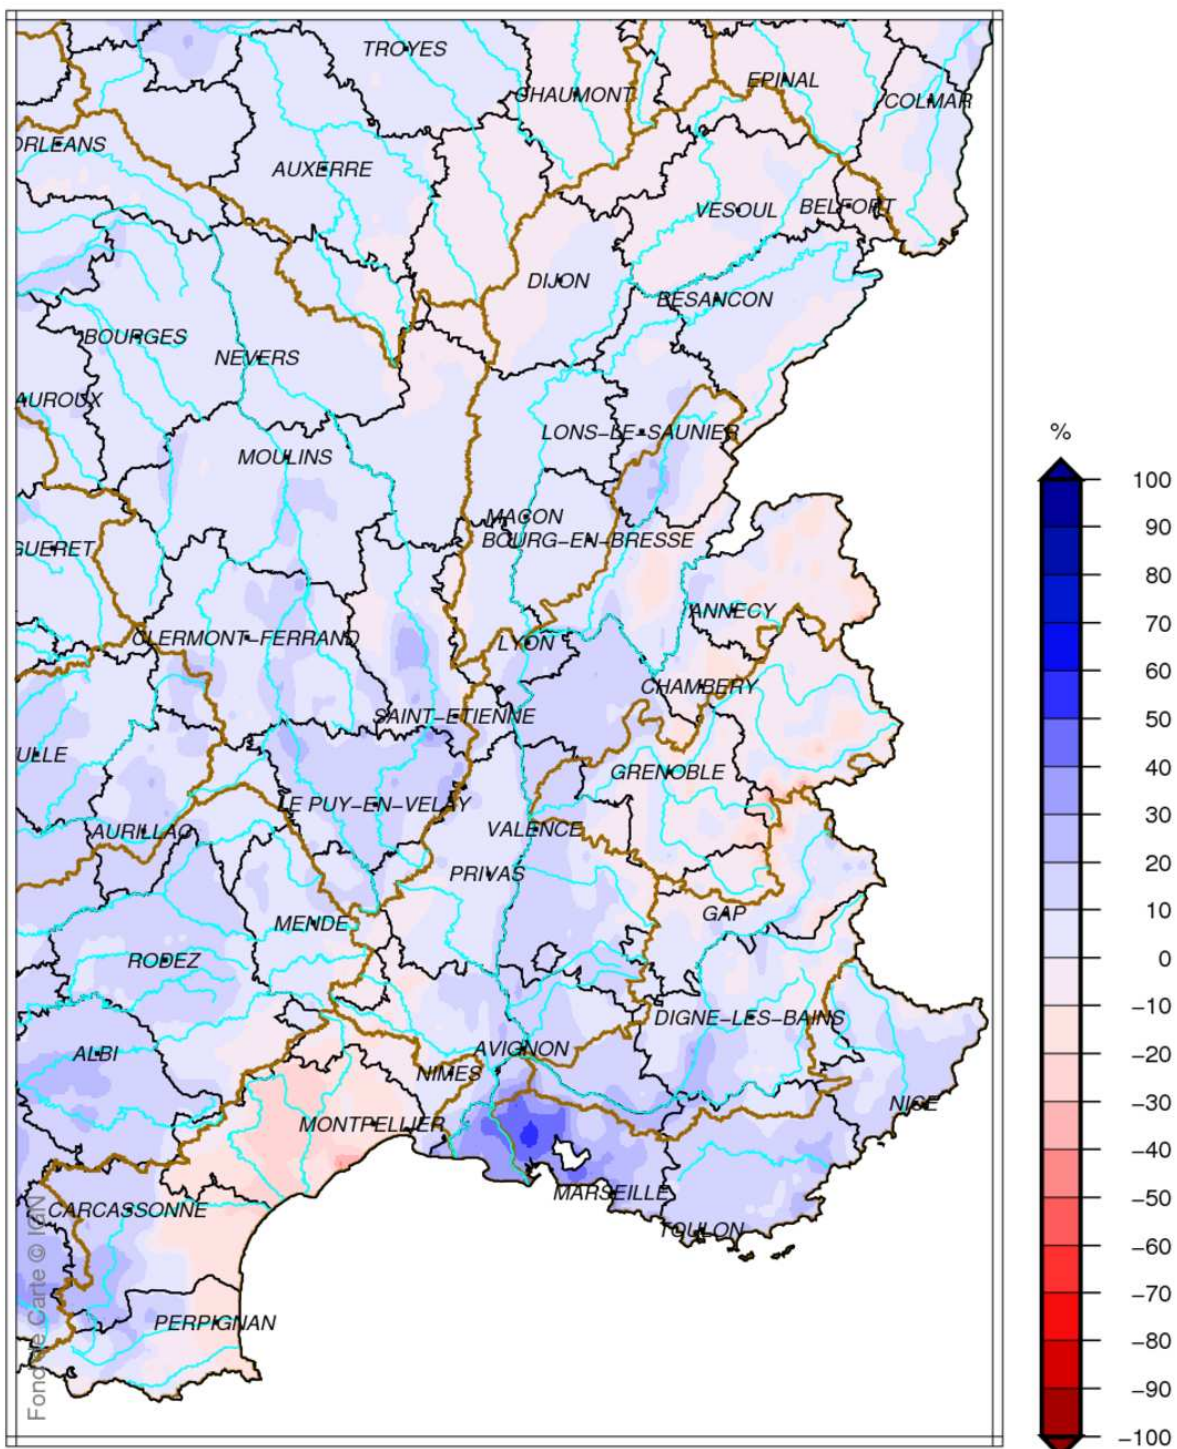 TROYES
CHAUMONT
EPINAL
COLMAR
ORLEANS
AUXERRE
VESOUL
BELFORT
DIJON
BESANCON
BOURGES
NEVERS
AUROUX
LONS-LE-SAUNIER
MOULINS
MACON
BOURG-EN-BRESSE
GUERET
ANNECY
CLERMONT-FERRAND
LYON
CHAMBERY
SAINT-ETIENNE
ULLE
GRENOBLE
LE PUY-EN-VELAY
AURILLAC
VALENCE
PRIVAS
GAP
MENDE
RODEZ
DIGNE-LES-BAINS
ALBI
AVIGNON
NIMES
NICE
MONTPELLIER
MARSEILLE
CARCASSONNE
TOULON
PERPIGNAN
Fond de Carte © IGN
%
100
90
80
70
60
50
40
30
20
10
0
−10
−20
−30
−40
−50
−60
−70
−80
−90
−100